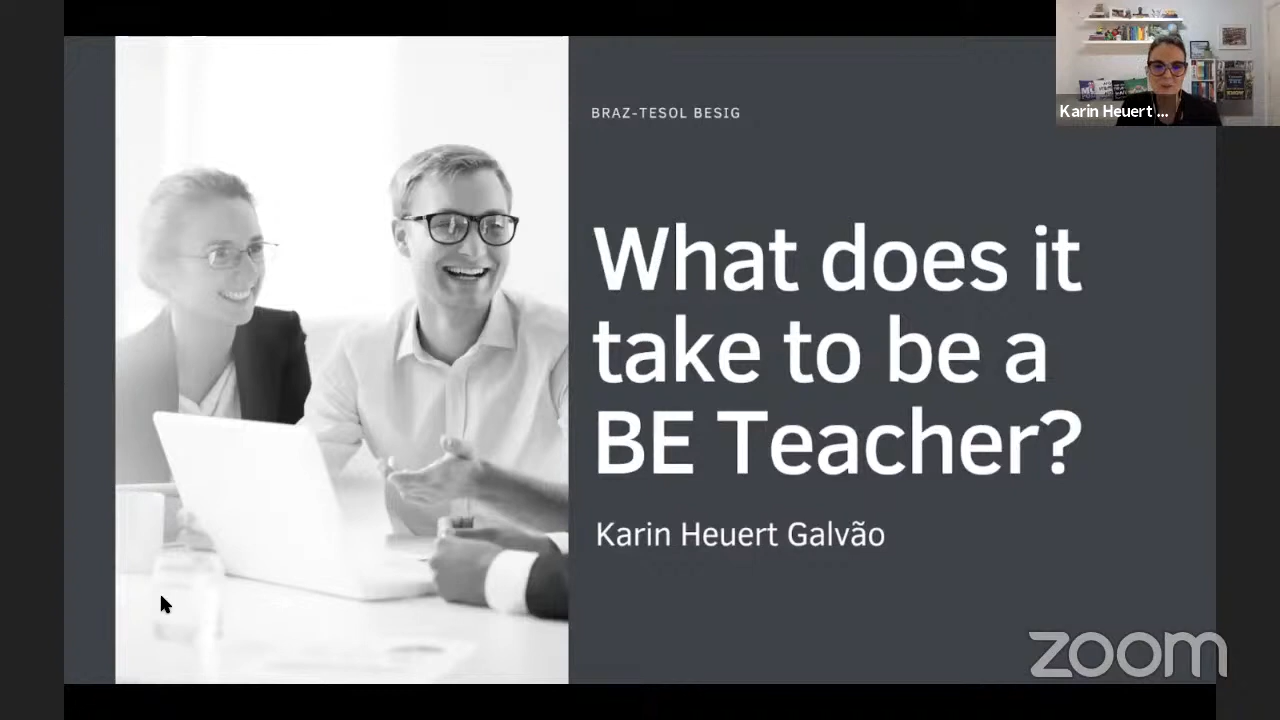 BRAZ-TESOL BESIG
What does it
take to be a
BE Teacher?
Karin Heuert Galvão
Karin Heuert ...
zoom